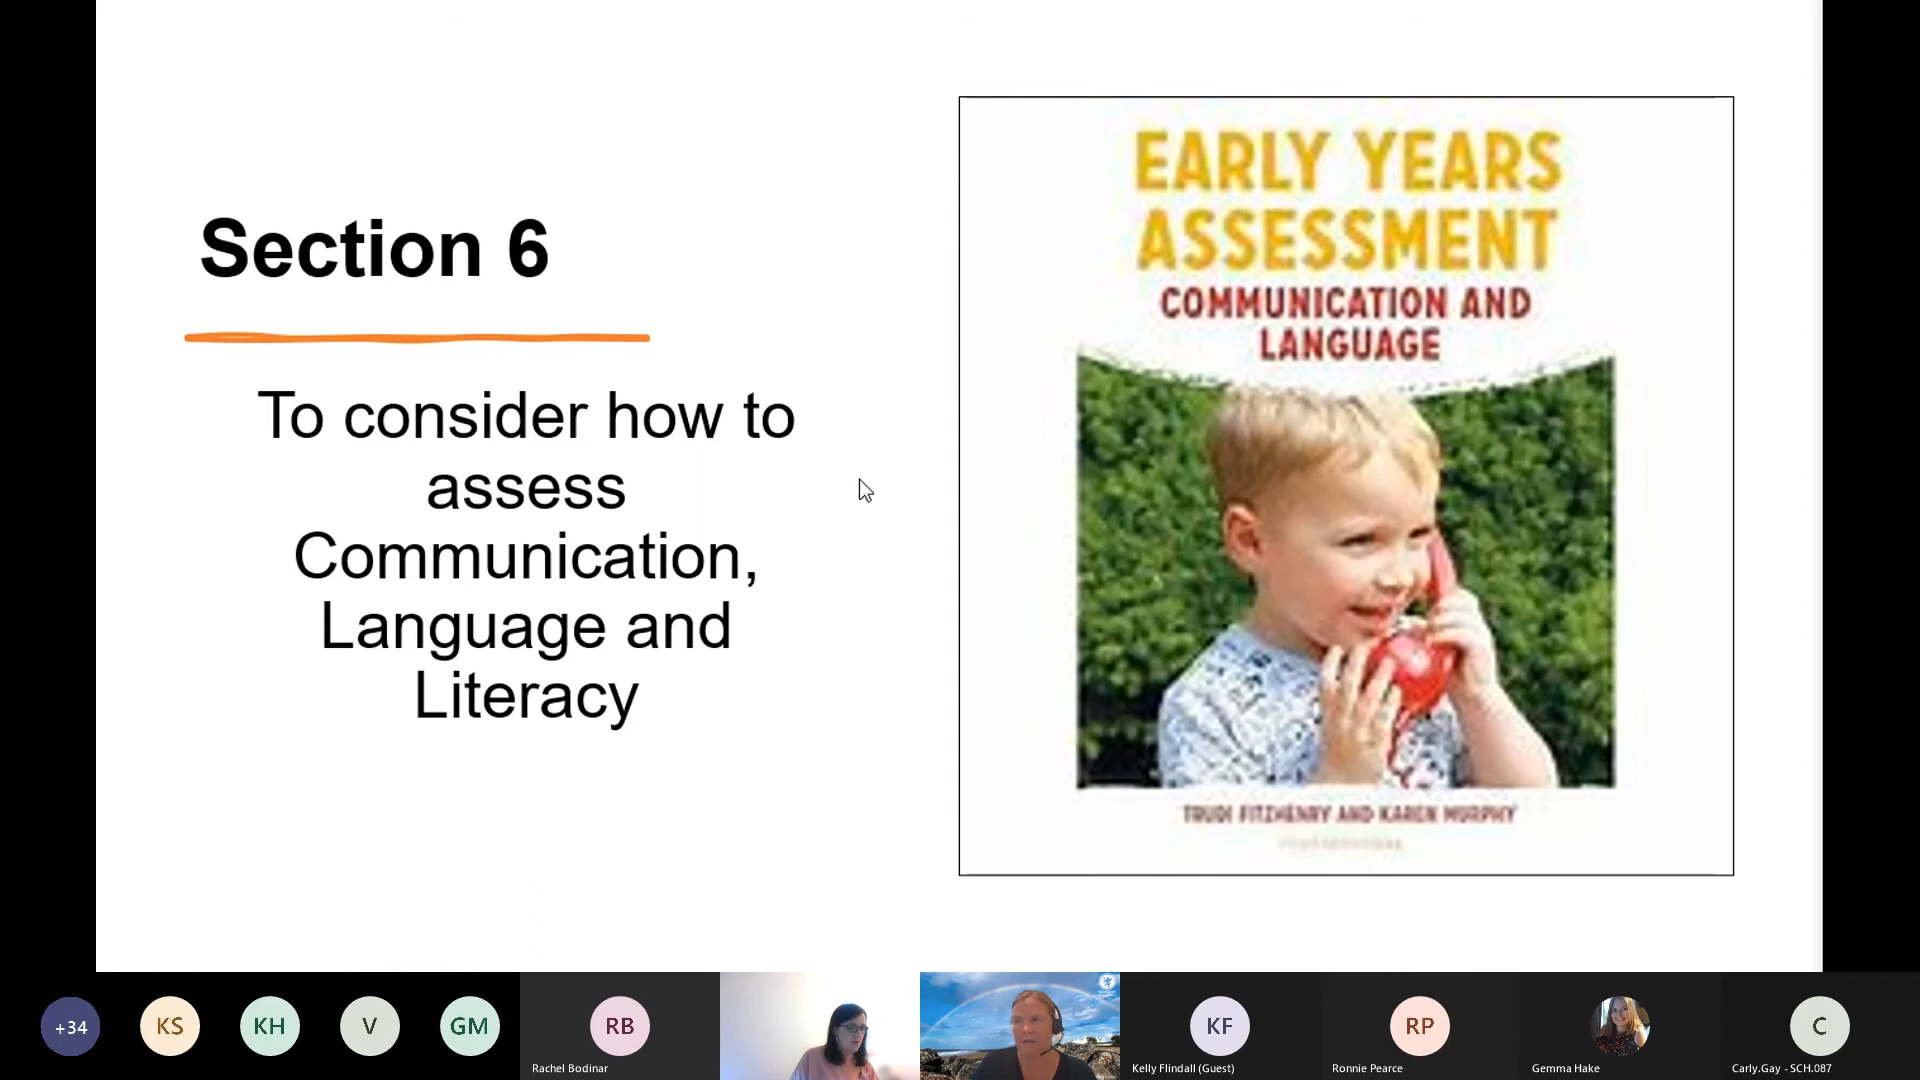 Section 6
To consider how to
assess
Communication,
Language and
Literacy
EARLY YEARS
ASSESSMENT
COMMUNICATION AND
LANGUAGE
TRUDI FITZHENRY AND KAREN MURPHY
+34
KS
KH
V
GM
RB
Rachel Bodinar
KF
Kelly Flindall (Guest)
RP
Ronnie Pearce
Gemma Hake
C
Carly.Gay - SCH.087